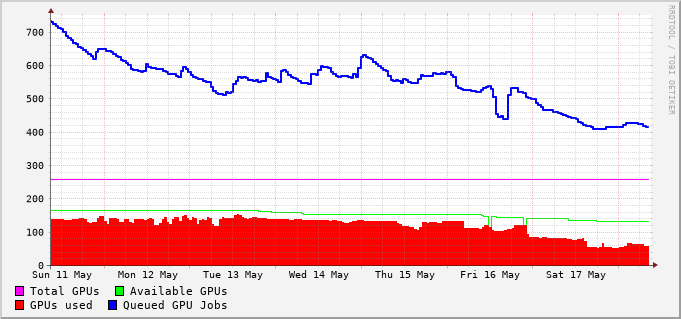 700
600
500
400
300
200
100
0
Sun 11 May Mon 12 May Tue 13 May Wed 14 May Thu 15 May Fri 16 May Sat 17 May
Total GPUs Available GPUs
GPUs used Queued GPU Jobs
RRDTOOL / TOBI OETIKER